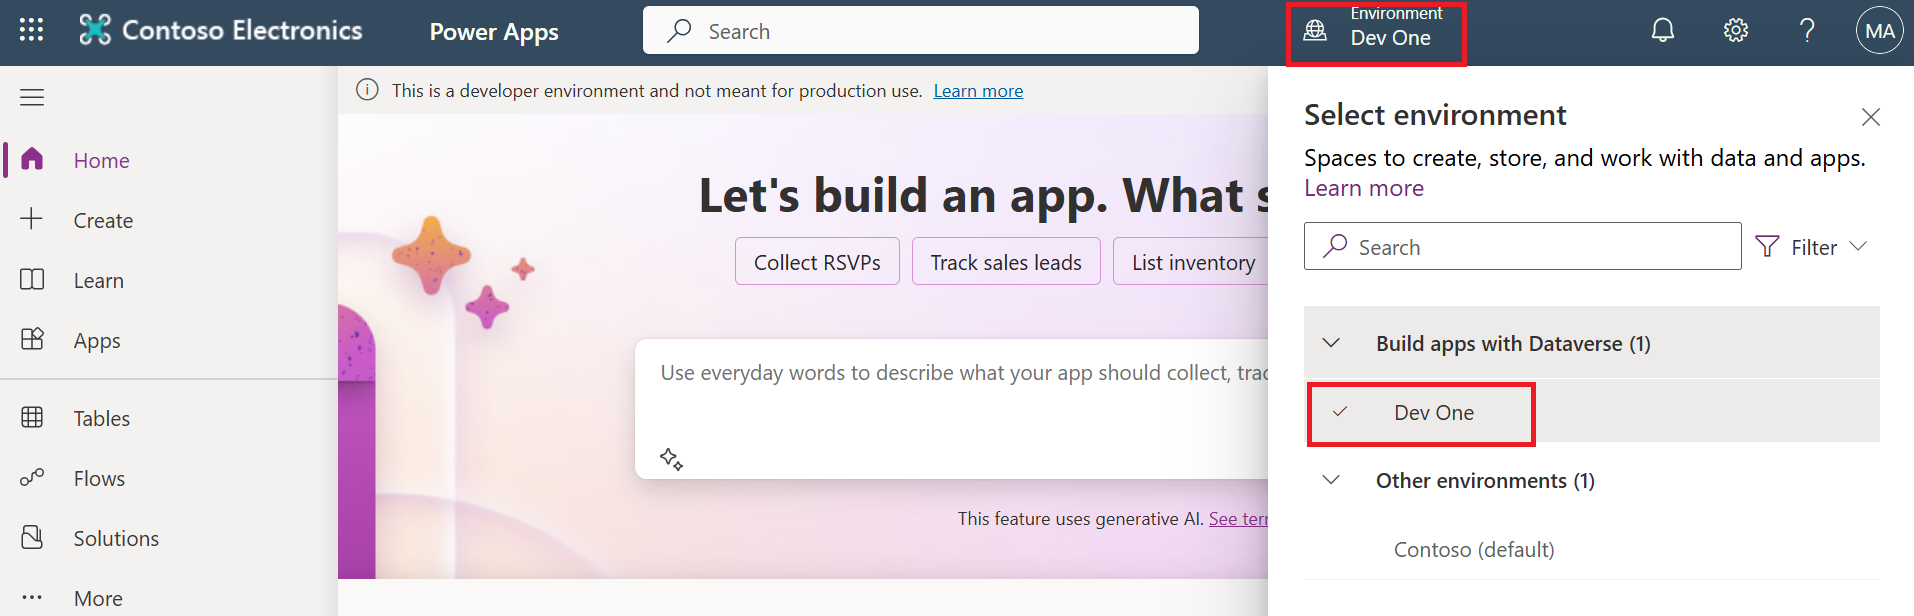 Contoso Electronics
Power Apps
Search
Environment
Dev One
MA
This is a developer environment and not meant for production use. Learn more
Home
Create
Learn
Apps
Tables
Flows
Solutions
More
Let's build an app. What s
Collect RSVPs
Track sales leads
List inventory
Use everyday words to describe what your app should collect, trac
This feature uses generative AI. See terr
Select environment
Spaces to create, store, and work with data and apps.
Learn more
Search
Filter
Build apps with Dataverse (1)
Dev One
Other environments (1)
Contoso (default)